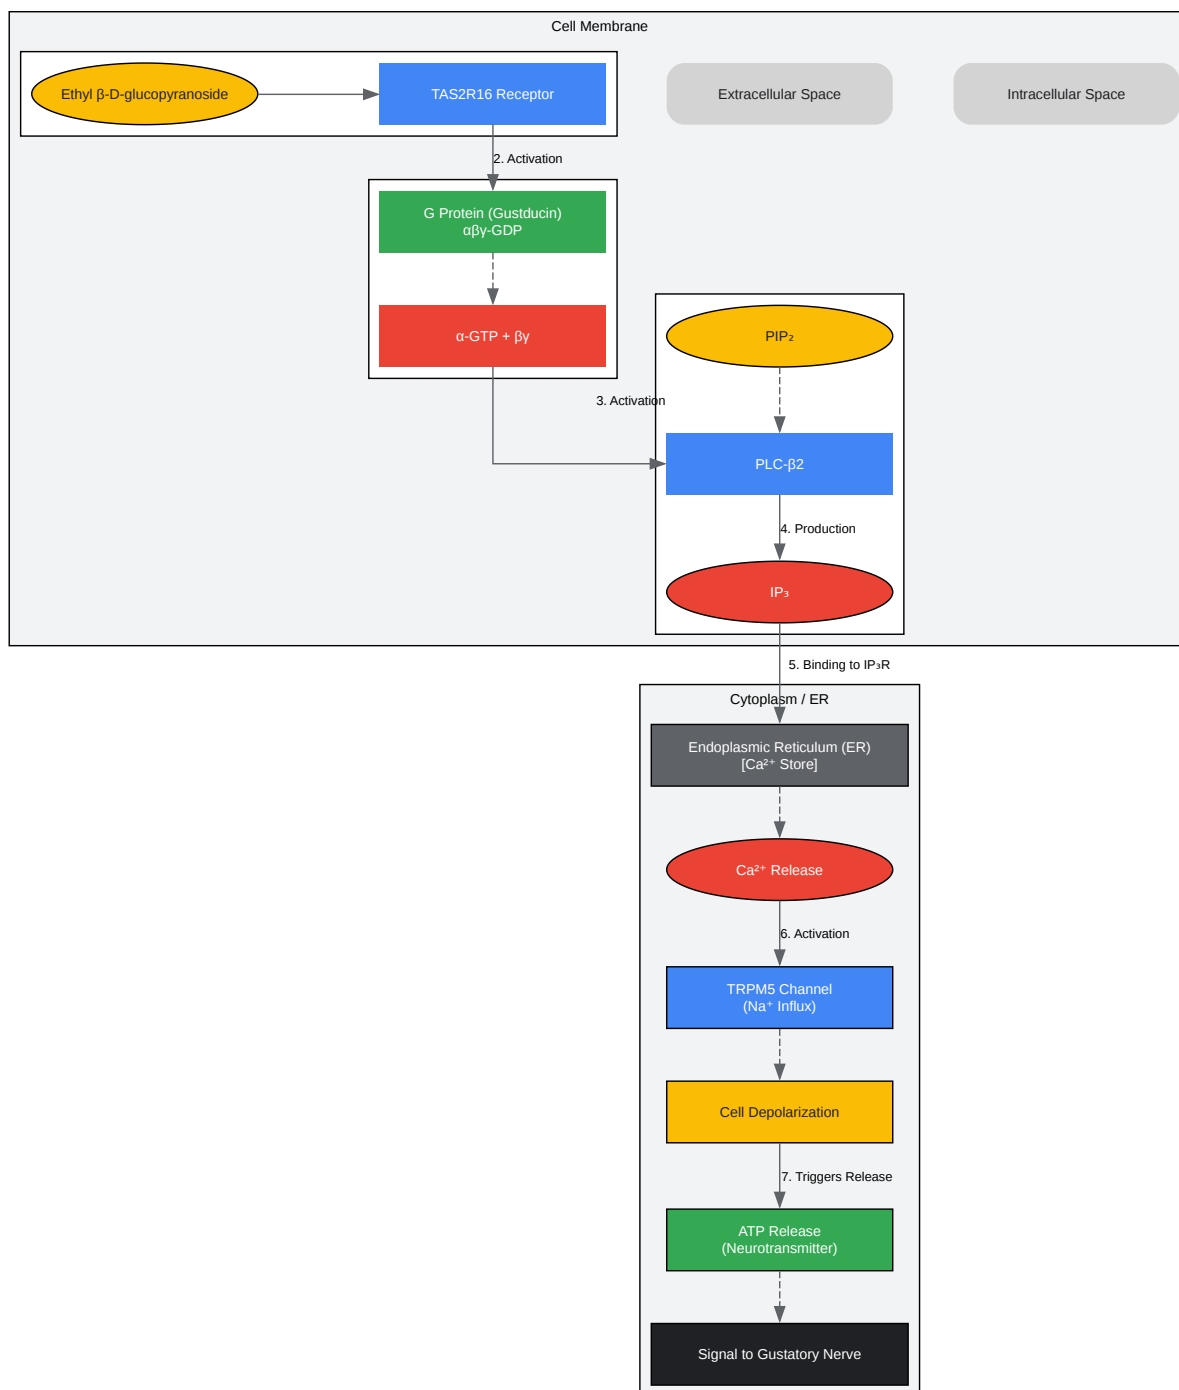 Cell Membrane
Ethyl β-D-glucopyranoside
TAS2R16 Receptor
Extracellular Space
Intracellular Space
2. Activation
G Protein (Gustducin)
αβγ-GDP
α-GTP + βγ
PIP₂
3. Activation
PLC-β2
4. Production
IP₃
5. Binding to IP₃R
Cytoplasm / ER
Endoplasmic Reticulum (ER)
[Ca²⁺ Store]
Ca²⁺ Release
6. Activation
TRPM5 Channel
(Na⁺ Influx)
Cell Depolarization
7. Triggers Release
ATP Release
(Neurotransmitter)
Signal to Gustatory Nerve